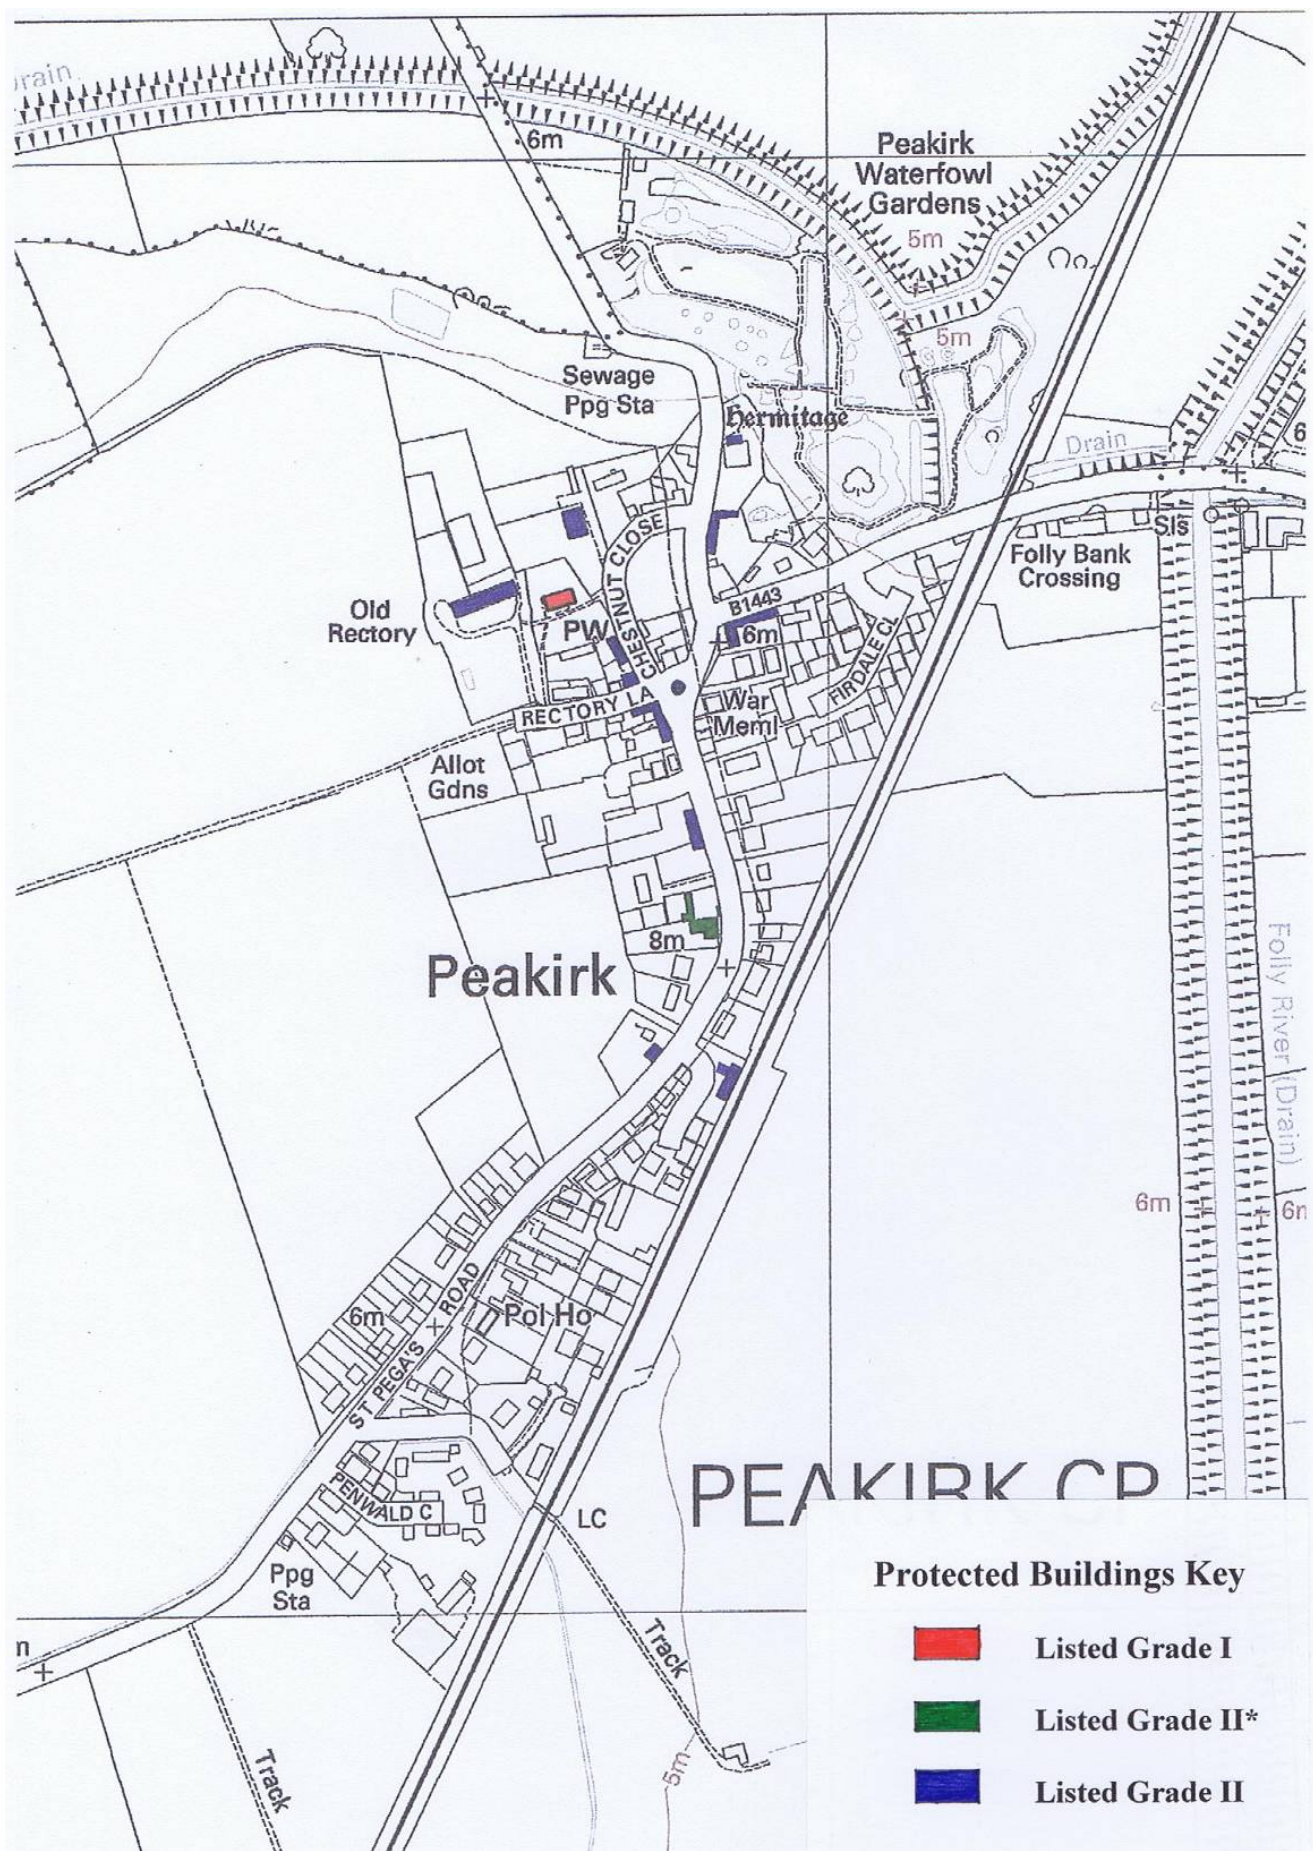 6m
Peakirk
Waterfowl
Gardens
5m
5m
Sewage
Ppg Sta
Hermitage
Drain
6
Sls
Folly Bank
Crossing
CHESTNUT CLOSE
Old
Rectory
PW
B1443
6m
FIRDALE CL
RECTORY LA
War
Meml
Allot
Gdns
8m
Peakirk
Folly River (Drain)
6m
6m
Pol Ho
ST PEGA'S ROAD
PEAKIRK CP
PENWALD C
LC
Ppg
Sta
n
Track
Track
5m
Protected Buildings Key
Listed Grade I
Listed Grade II*
Listed Grade II